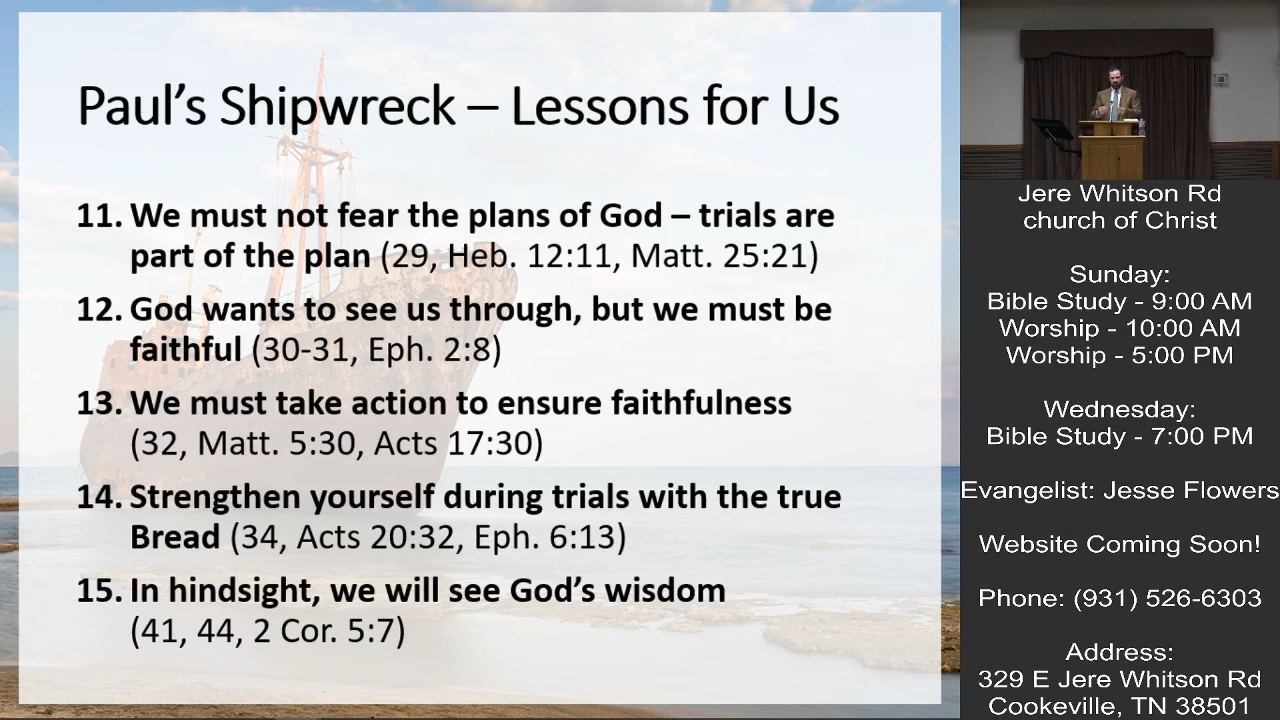 Paul's Shipwreck – Lessons for Us
11. We must not fear the plans of God – trials are
part of the plan (29, Heb. 12:11, Matt. 25:21)
12. God wants to see us through, but we must be
faithful (30-31, Eph. 2:8)
13. We must take action to ensure faithfulness
(32, Matt. 5:30, Acts 17:30)
14. Strengthen yourself during trials with the true
Bread (34, Acts 20:32, Eph. 6:13)
15. In hindsight, we will see God's wisdom
(41, 44, 2 Cor. 5:7)
Jere Whitson Rd
church of Christ
Sunday:
Bible Study - 9:00 AM
Worship - 10:00 AM
Worship - 5:00 PM
Wednesday:
Bible Study - 7:00 PM
Evangelist: Jesse Flowers
Website Coming Soon!
Phone: (931) 526-6303
Address:
329 E Jere Whitson Rd
Cookeville, TN 38501